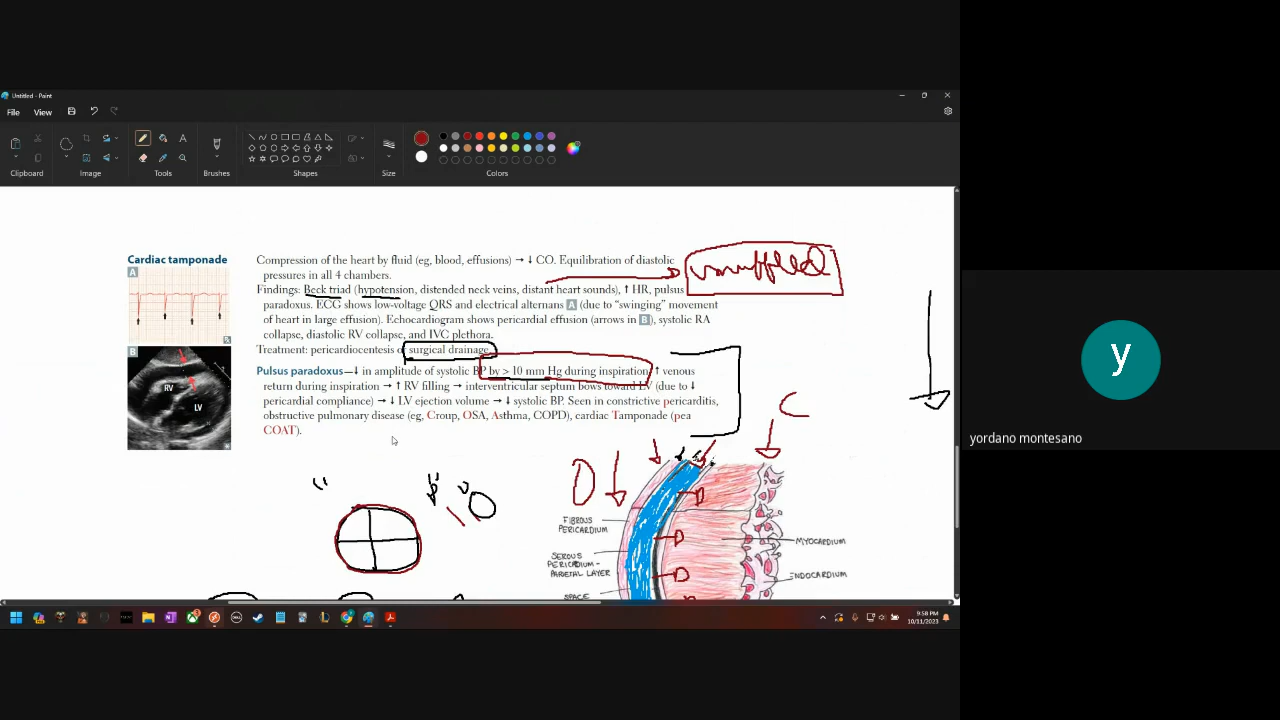 Untitled - Paint
File View
Clipboard
Image
Tools
Brushes
Shapes
Size
Colors
Cardiac tamponade
A
B
RV
LV
Compression of the heart by fluid (eg, blood, effusions) → ↓ CO. Equilibration of diastolic
pressures in all 4 chambers.
Findings: Beck triad (hypotension, distended neck veins, distant heart sounds), ↑ HR, pulsus
paradoxus. ECG shows low-voltage QRS and electrical alternans A (due to “swinging” movement
of heart in large effusion). Echocardiogram shows pericardial effusion (arrows in B), systolic RA
collapse, diastolic RV collapse, and IVC plethora.
Treatment: pericardiocentesis or surgical drainage.
Pulsus paradoxus—↓ in amplitude of systolic BP by > 10 mm Hg during inspiration. ↑ venous
return during inspiration → ↑ RV filling → interventricular septum bows toward LV (due to ↓
pericardial compliance) → ↓ LV ejection volume → ↓ systolic BP. Seen in constrictive pericarditis,
obstructive pulmonary disease (eg, Croup, OSA, Asthma, COPD), cardiac Tamponade (pea
COAT).
muffled
C
D
FIBROUS
PERICARDIUM
SEROUS
PERICARDIUM-
PARIETAL LAYER
SPACE
MYOCARDIUM
ENDOCARDIUM
y
yordano montesano
9:58 PM
10/11/2023